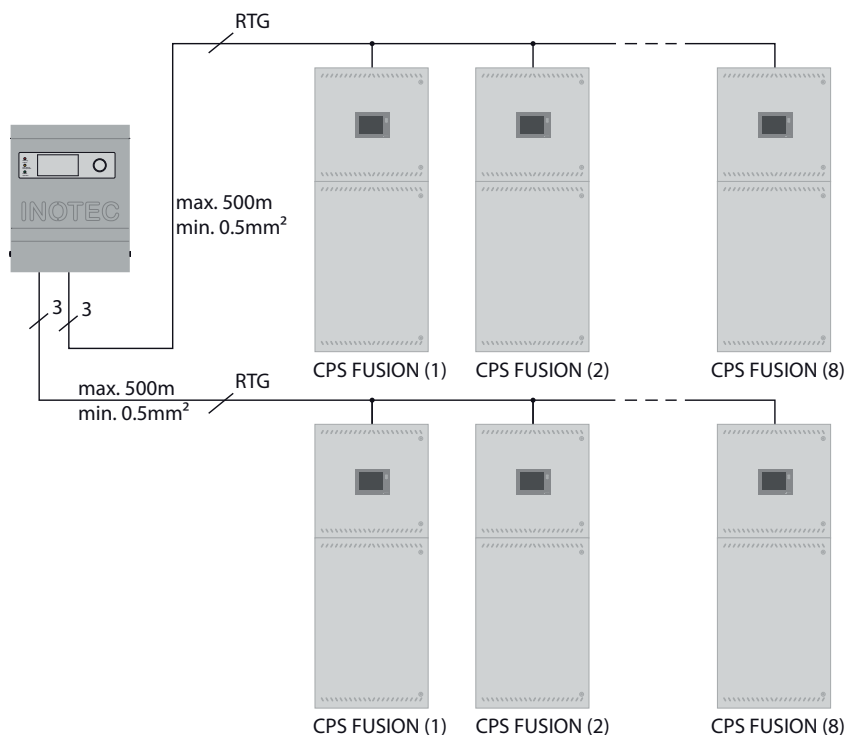 RTG
INOTEC
max. 500m
min. 0.5mm²
3
3
CPS FUSION (1)
CPS FUSION (2)
CPS FUSION (8)
max. 500m
min. 0.5mm²
RTG
CPS FUSION (1)
CPS FUSION (2)
CPS FUSION (8)